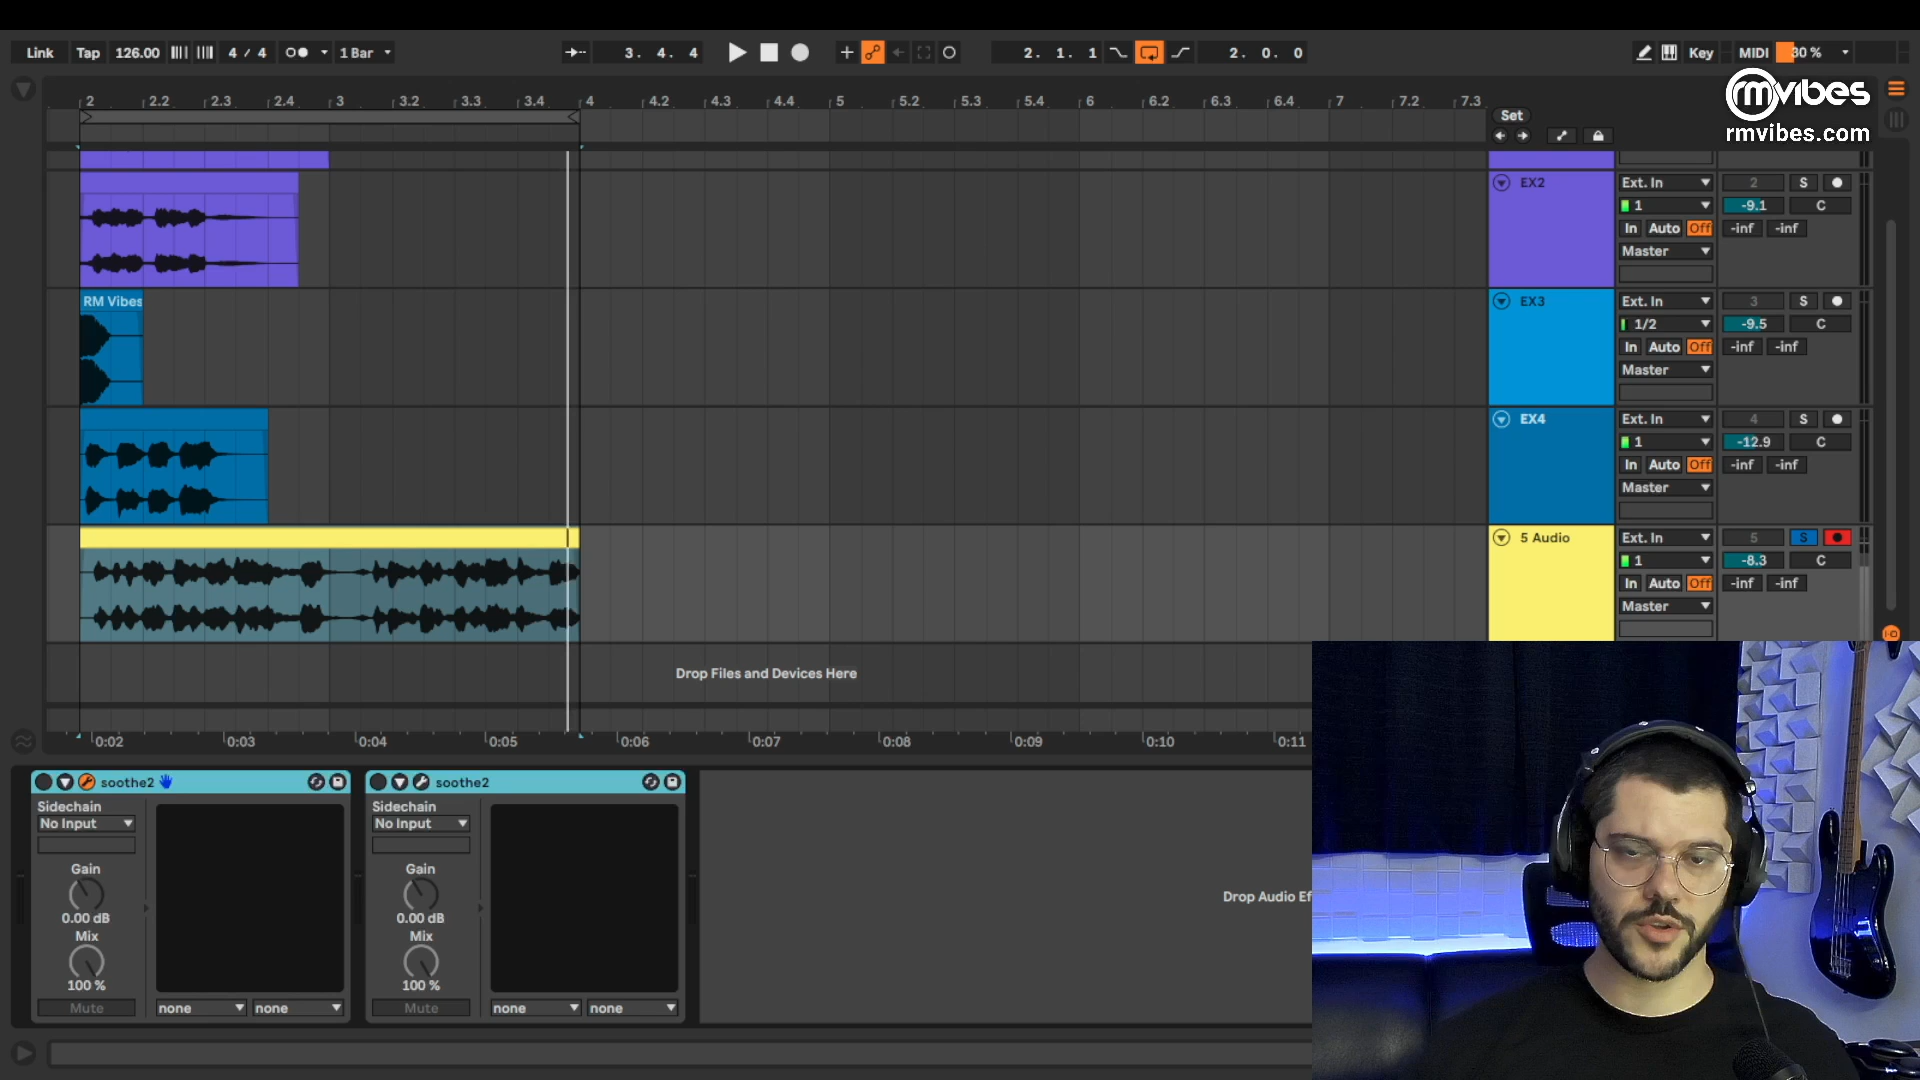 Link Tap 126.00 4 / 4 1 Bar 3. 4. 4 2. 1. 1 2. 0. 0 Key MIDI 30 %
rmvibes
rmvibes.com
2 2.2 2.3 2.4 3 3.2 3.3 3.4 4 4.2 4.3 4.4 5 5.2 5.3 5.4 6 6.2 6.3 6.4 7 7.2 7.3
Set
EX2 Ext. In 2 S
1 -9.1 C
In Auto Off -inf -inf
Master
RM Vibes
EX3 Ext. In 3 S
1/2 -9.5 C
In Auto Off -inf -inf
Master
EX4 Ext. In 4 S
1 -12.9 C
In Auto Off -inf -inf
Master
5 Audio Ext. In 5 S
1 -8.3 C
In Auto Off -inf -inf
Master
Drop Files and Devices Here
0:02 0:03 0:04 0:05 0:06 0:07 0:08 0:09 0:10 0:11
soothe2
Sidechain
No Input
Gain
0.00 dB
Mix
100 %
Mute
none none
soothe2
Sidechain
No Input
Gain
0.00 dB
Mix
100 %
Mute
none none
Drop Audio Ef